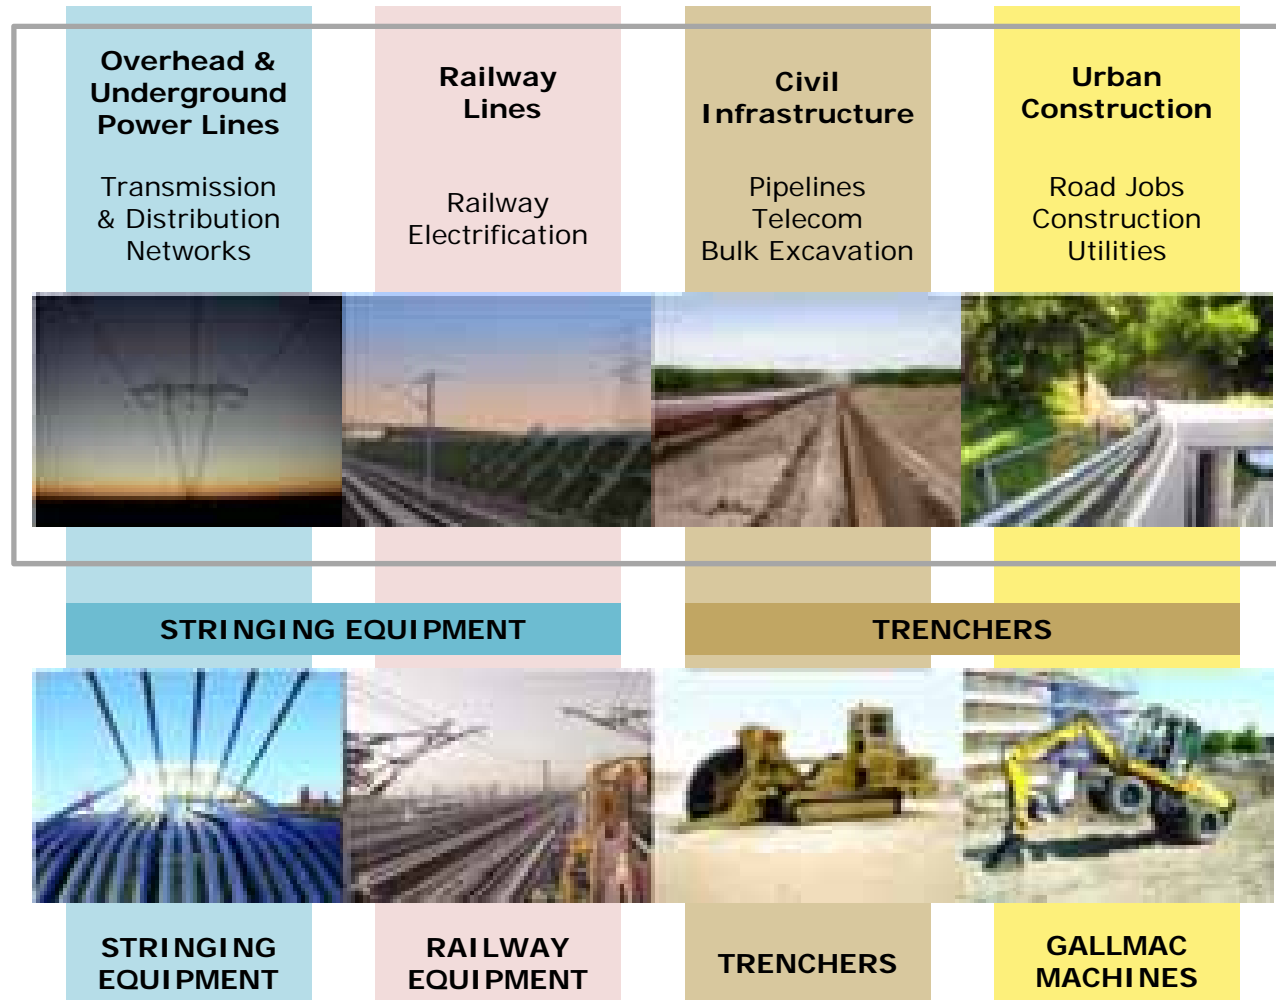 Overhead &
Underground
Power Lines
Transmission
& Distribution
Networks
Railway
Lines
Railway
Electrification
Civil
Infrastructure
Pipelines
Telecom
Bulk Excavation
Urban
Construction
Road Jobs
Construction
Utilities
STRINGING EQUIPMENT
TRENCHERS
STRINGING
EQUIPMENT
RAILWAY
EQUIPMENT
TRENCHERS
GALLMAC
MACHINES